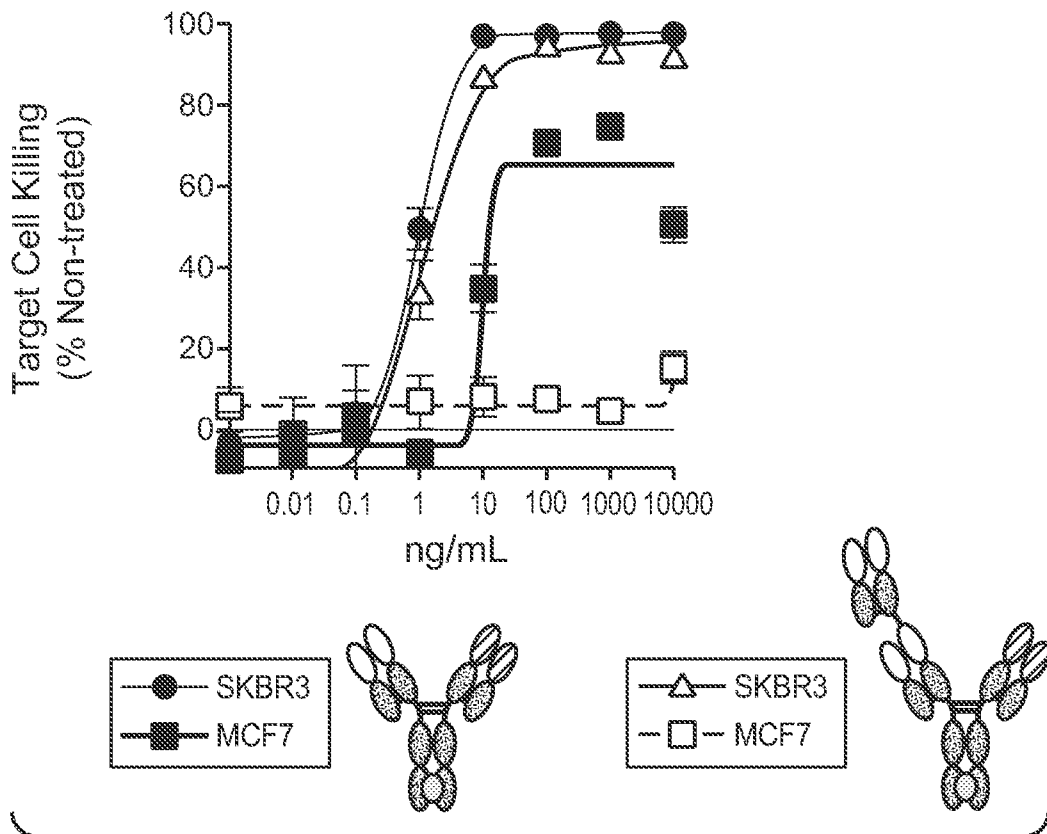 Target Cell Killing
(% Non-treated)
100
80
60
40
20
0
0.01 0.1 1 10 100 1000 10000
ng/mL
SKBR3
MCF7
SKBR3
MCF7